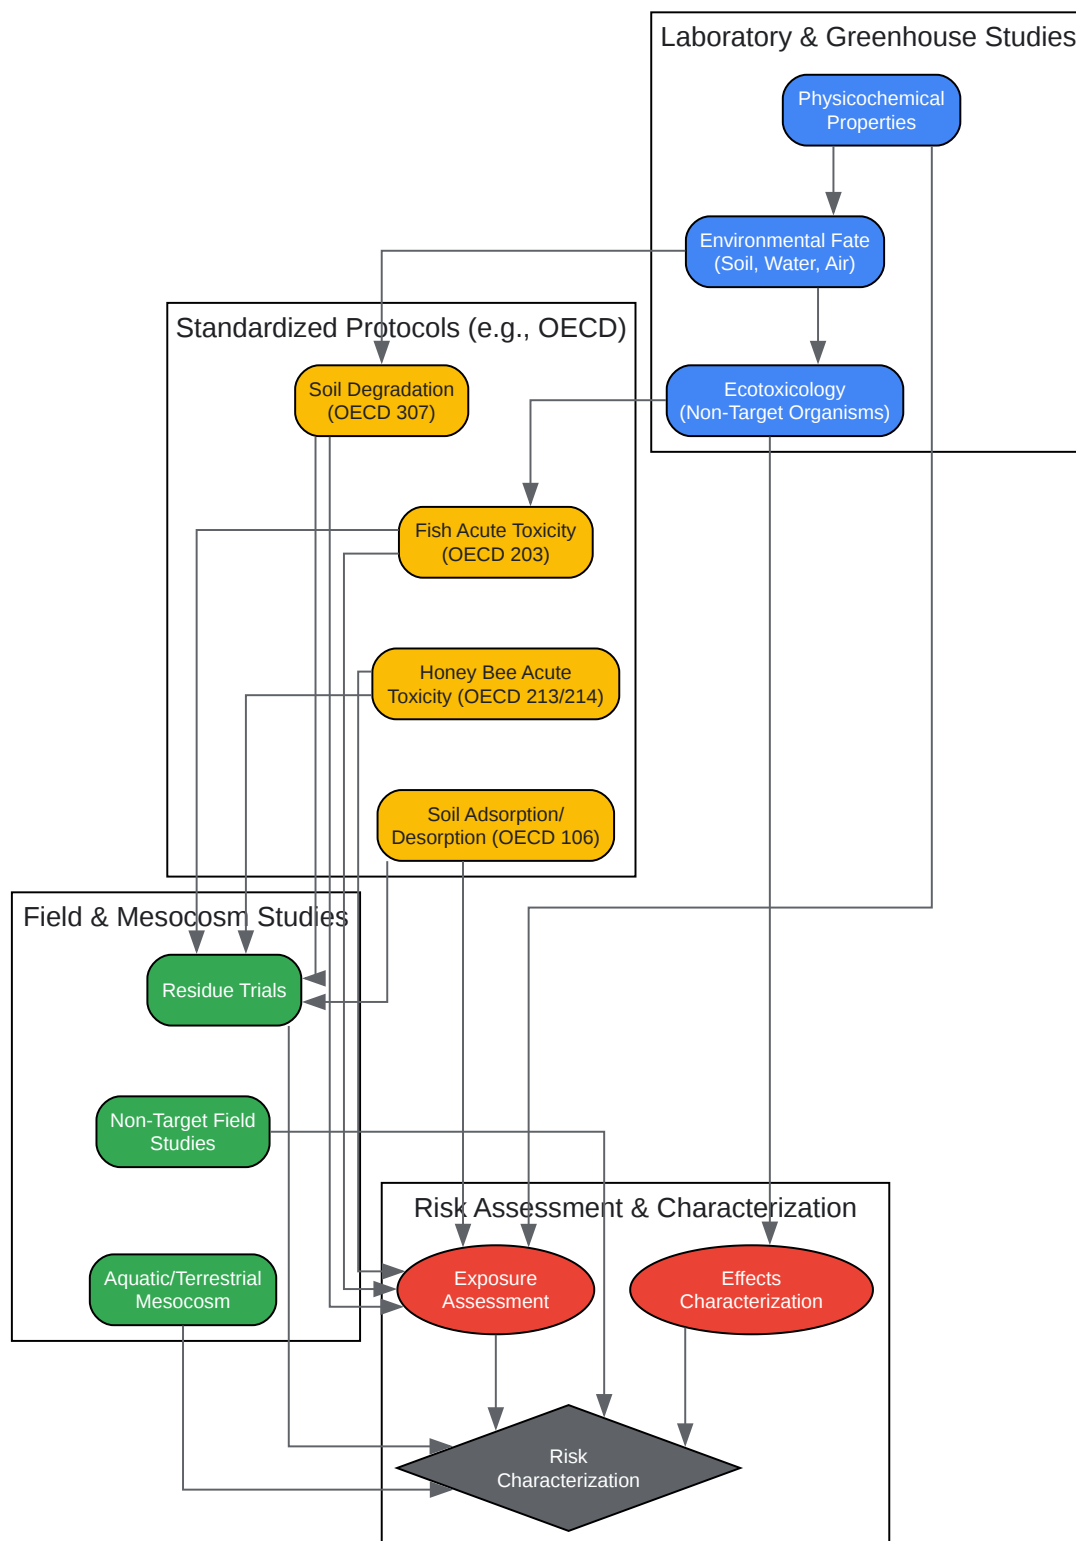 Laboratory & Greenhouse Studies
Physicochemical
Properties
Environmental Fate
(Soil, Water, Air)
Ecotoxicology
(Non-Target Organisms)
Standardized Protocols (e.g., OECD)
Soil Degradation
(OECD 307)
Fish Acute Toxicity
(OECD 203)
Honey Bee Acute
Toxicity (OECD 213/214)
Soil Adsorption/
Desorption (OECD 106)
Field & Mesocosm Studies
Residue Trials
Non-Target Field
Studies
Aquatic/Terrestrial
Mesocosm
Risk Assessment & Characterization
Exposure
Assessment
Effects
Characterization
Risk
Characterization